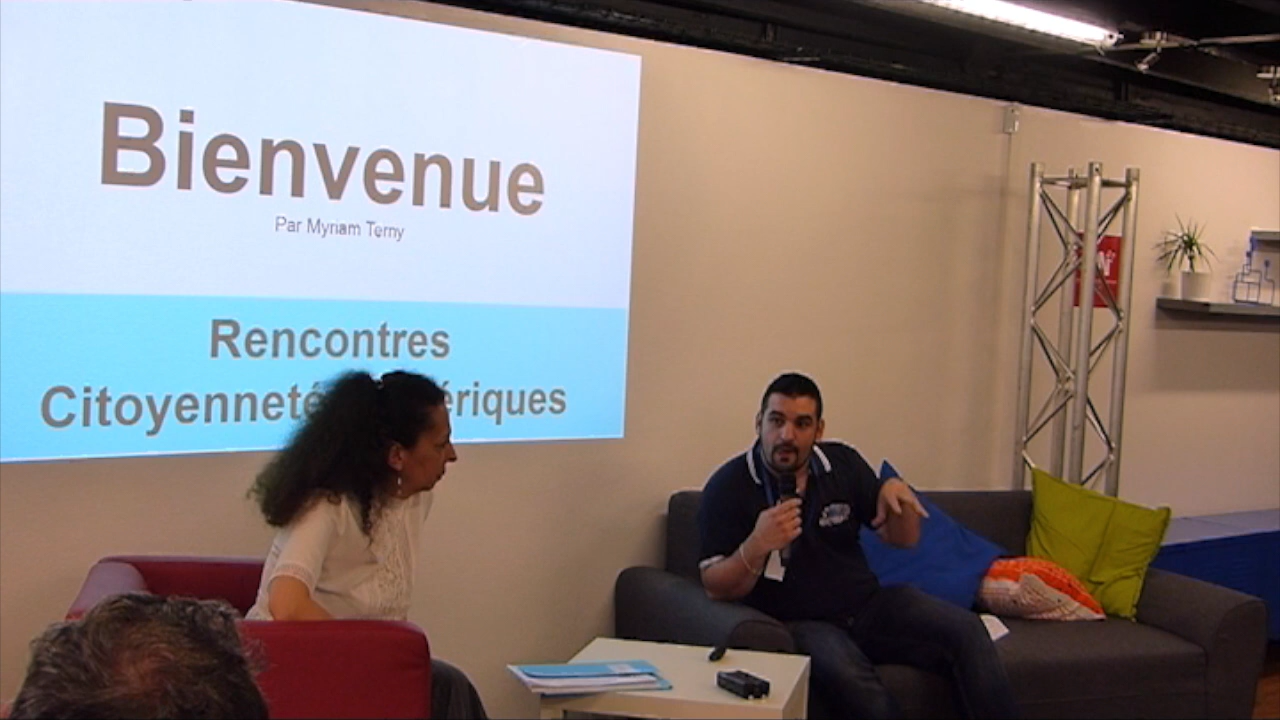 Bienvenue
Par Myriam Terny
Rencontres
Citoyenneté ériques